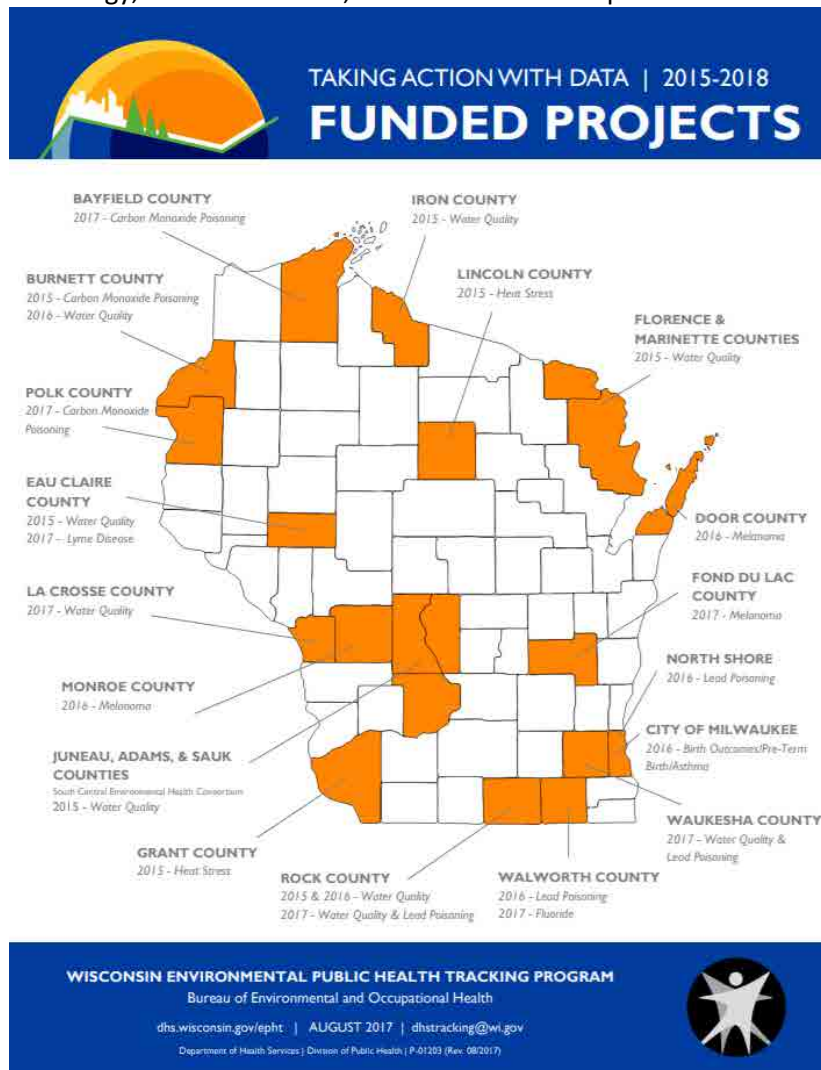 TAKING ACTION WITH DATA | 2015-2018
FUNDED PROJECTS
BAYFIELD COUNTY
2017 - Carbon Monoxide Poisoning
IRON COUNTY
2015 - Water Quality
BURNETT COUNTY
2015 - Carbon Monoxide Poisoning
2016 - Water Quality
LINCOLN COUNTY
2015 - Heat Stress
FLORENCE &
MARINETTE COUNTIES
2015 - Water Quality
POLK COUNTY
2017 - Carbon Monoxide
Poisoning
EAU CLAIRE
COUNTY
2015 - Water Quality
2017 - Lyme Disease
DOOR COUNTY
2016 - Melanoma
FOND DU LAC
COUNTY
2017 - Melanoma
LA CROSSE COUNTY
2017 - Water Quality
NORTH SHORE
2016 - Lead Poisoning
MONROE COUNTY
2016 - Melanoma
CITY OF MILWAUKEE
2016 - Birth Outcomes/Pre-Term
Birth/Asthma
JUNEAU, ADAMS, & SAUK
COUNTIES
South Central Environmental Health Consortium
2015 - Water Quality
WAUKESHA COUNTY
2017 - Water Quality &
Lead Poisoning
GRANT COUNTY
2015 - Heat Stress
ROCK COUNTY
2015 & 2016 - Water Quality
2017 - Water Quality & Lead Poisoning
WALWORTH COUNTY
2016 - Lead Poisoning
2017 - Fluoride
WISCONSIN ENVIRONMENTAL PUBLIC HEALTH TRACKING PROGRAM
Bureau of Environmental and Occupational Health
dhs.wisconsin.gov/epht | AUGUST 2017 | dhstracking@wi.gov
Department of Health Services | Division of Public Health | P-01203 (Rev. 08/2017)